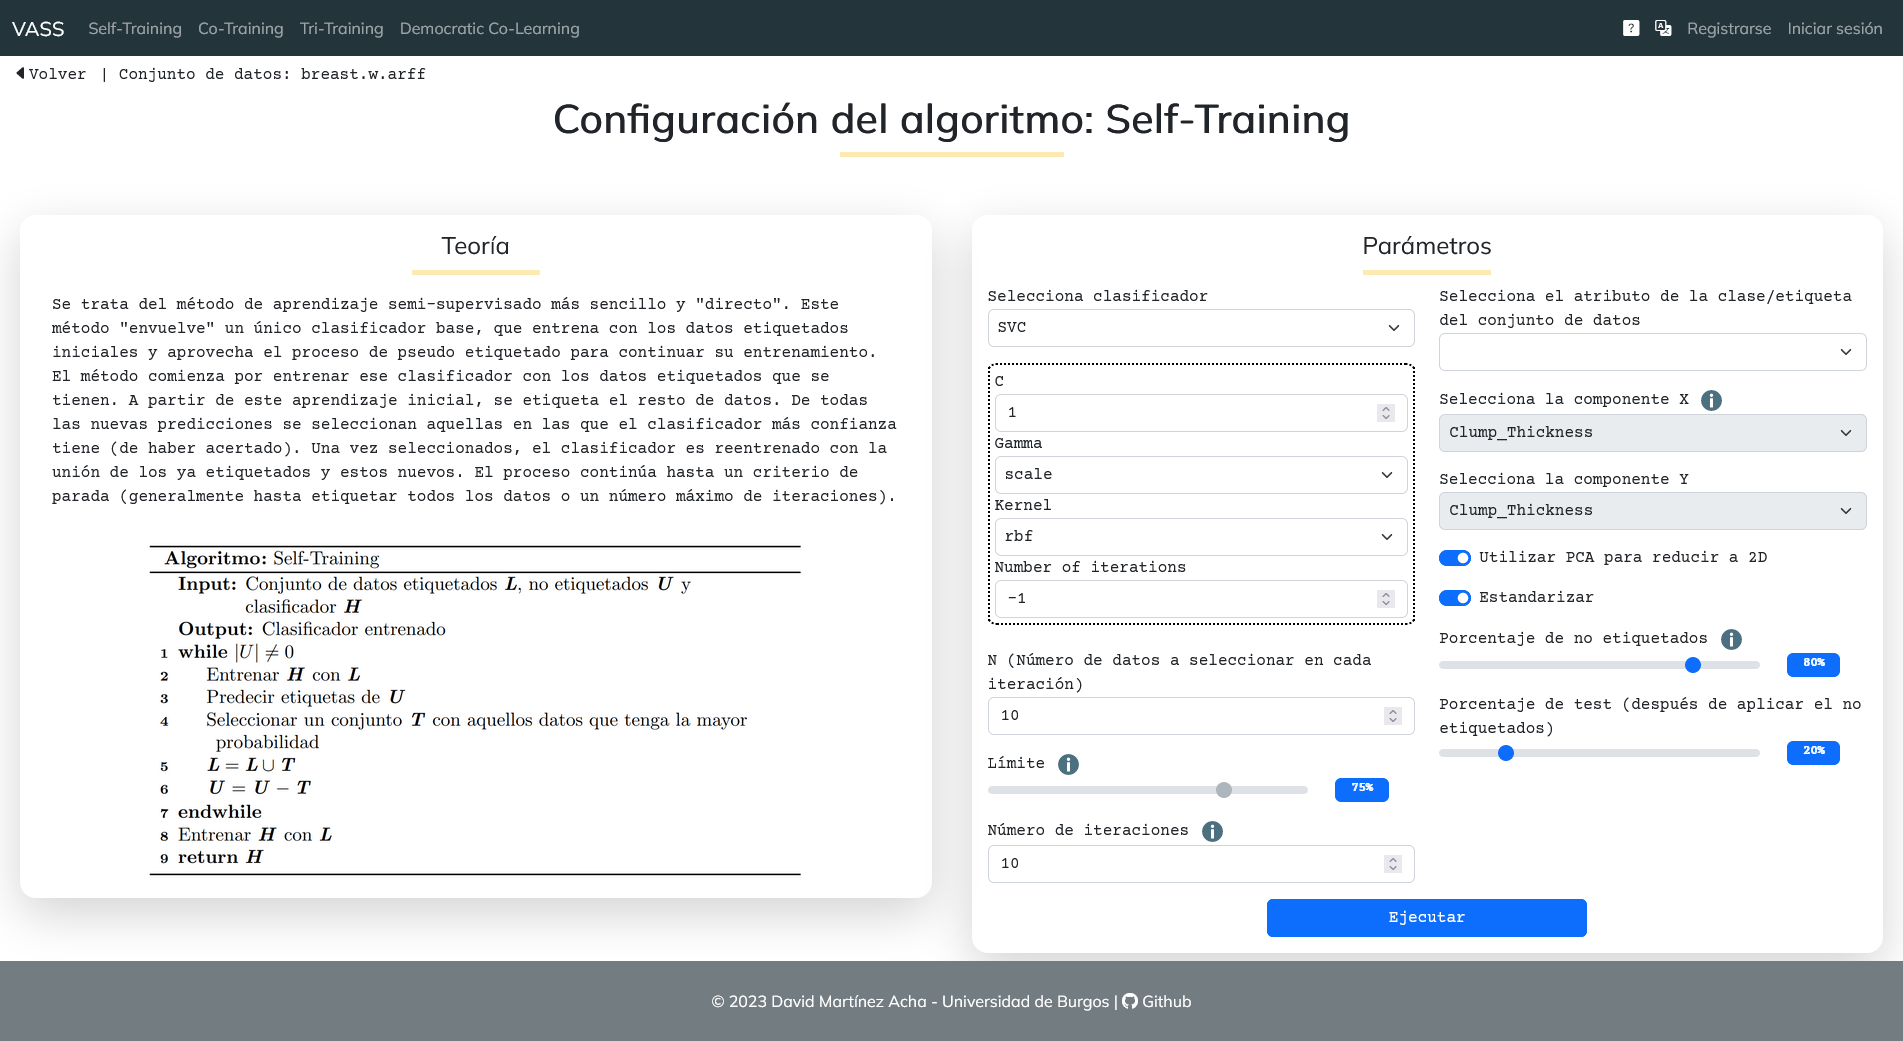 VASS Self-Training Co-Training Tri-Training Democratic Co-Learning Registrarse Iniciar sesión
Volver | Conjunto de datos: breast.w.arff
Configuración del algoritmo: Self-Training
Teoría
Se trata del método de aprendizaje semi-supervisado más sencillo y "directo". Este
método "envuelve" un único clasificador base, que entrena con los datos etiquetados
iniciales y aprovecha el proceso de pseudo etiquetado para continuar su entrenamiento.
El método comienza por entrenar ese clasificador con los datos etiquetados que se
tienen. A partir de este aprendizaje inicial, se etiqueta el resto de datos. De todas
las nuevas predicciones se seleccionan aquellas en las que el clasificador más confianza
tiene (de haber acertado). Una vez seleccionados, el clasificador es reentrenado con la
unión de los ya etiquetados y estos nuevos. El proceso continúa hasta un criterio de
parada (generalmente hasta etiquetar todos los datos o un número máximo de iteraciones).
Algoritmo: Self-Training
Input: Conjunto de datos etiquetados L, no etiquetados U y
clasificador H
Output: Clasificador entrenado
1 while |U| ≠ 0
2 Entrenar H con L
3 Predecir etiquetas de U
4 Seleccionar un conjunto T con aquellos datos que tenga la mayor
probabilidad
5 L = L ∪ T
6 U = U − T
7 endwhile
8 Entrenar H con L
9 return H
Parámetros
Selecciona clasificador
SVC
C
1
Gamma
scale
Kernel
rbf
Number of iterations
-1
N (Número de datos a seleccionar en cada
iteración)
10
Límite
75%
Número de iteraciones
10
Selecciona el atributo de la clase/etiqueta
del conjunto de datos
Selecciona la componente X
Clump_Thickness
Selecciona la componente Y
Clump_Thickness
Utilizar PCA para reducir a 2D
Estandarizar
Porcentaje de no etiquetados
80%
Porcentaje de test (después de aplicar el no
etiquetados)
20%
Ejecutar
© 2023 David Martínez Acha - Universidad de Burgos | Github